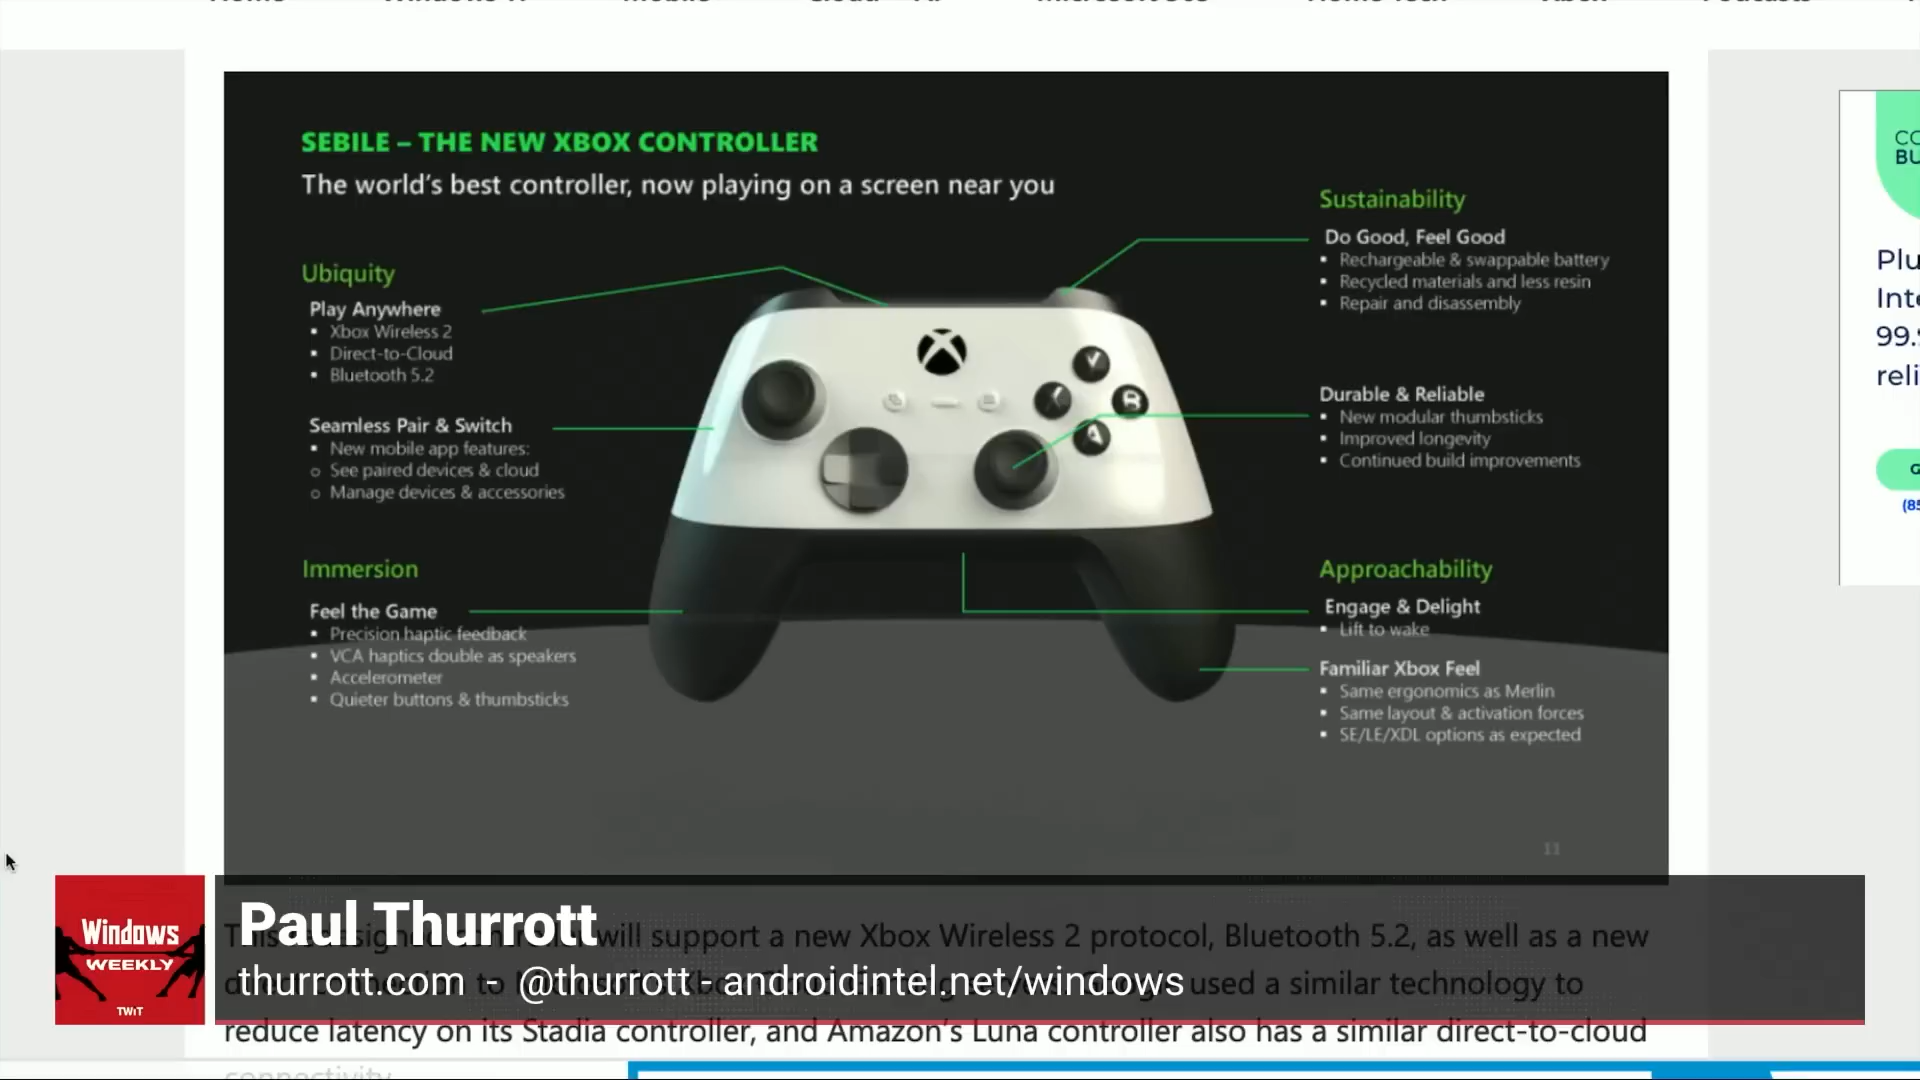 SEBILE – THE NEW XBOX CONTROLLER
The world's best controller, now playing on a screen near you
Ubiquity
Play Anywhere
▪ Xbox Wireless 2
▪ Direct-to-Cloud
▪ Bluetooth 5.2
Seamless Pair & Switch
▪ New mobile app features:
o See paired devices & cloud
o Manage devices & accessories
Immersion
Feel the Game
▪ Precision haptic feedback
▪ VCA haptics double as speakers
▪ Accelerometer
▪ Quieter buttons & thumbsticks
Y
X
B
A
Sustainability
Do Good, Feel Good
▪ Rechargeable & swappable battery
▪ Recycled materials and less resin
▪ Repair and disassembly
Durable & Reliable
▪ New modular thumbsticks
▪ Improved longevity
▪ Continued build improvements
Approachability
Engage & Delight
▪ Lift to wake
Familiar Xbox Feel
▪ Same ergonomics as Merlin
▪ Same layout & activation forces
▪ SE/LE/XDL options as expected
11
Windows
WEEKLY
TWiT
Paul Thurrott
thurrott.com - @thurrott - androidintel.net/windows
will support a new Xbox Wireless 2 protocol, Bluetooth 5.2, as well as a new
used a similar technology to
reduce latency on its Stadia controller, and Amazon's Luna controller also has a similar direct-to-cloud
connectivity